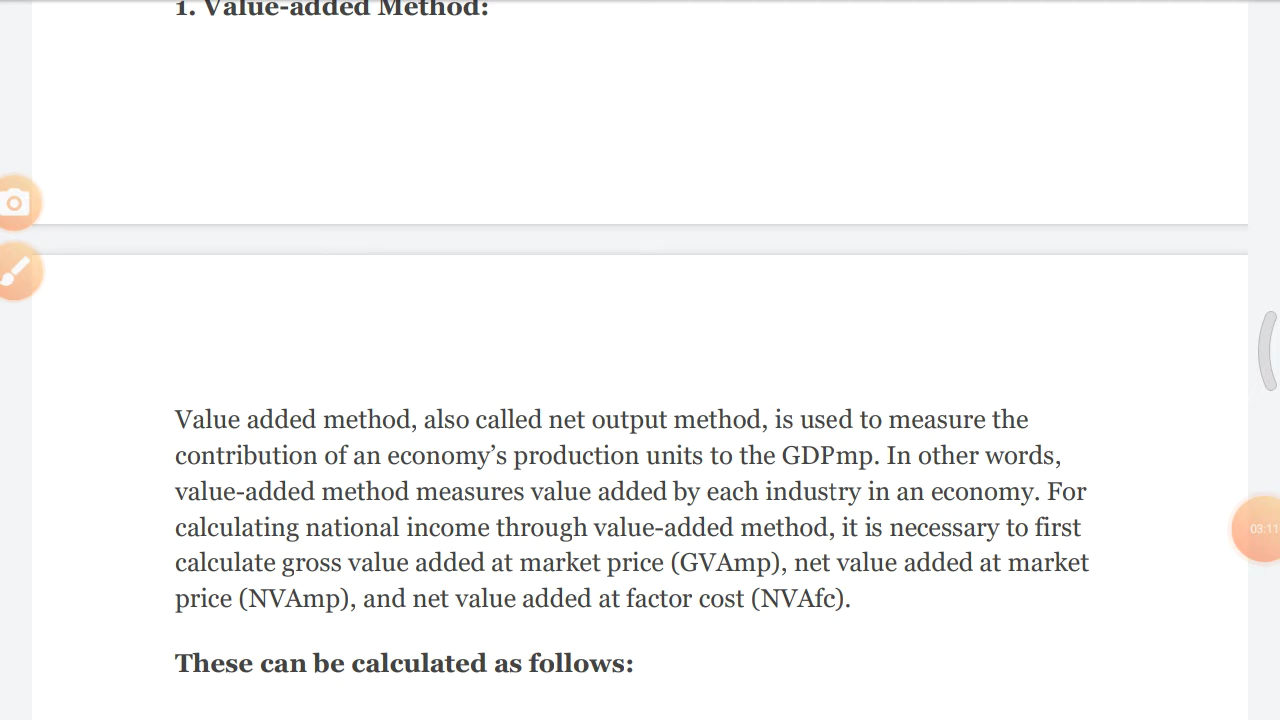 1. Value-added Method:
Value added method, also called net output method, is used to measure the
contribution of an economy’s production units to the GDPmp. In other words,
value-added method measures value added by each industry in an economy. For
calculating national income through value-added method, it is necessary to first
calculate gross value added at market price (GVAmp), net value added at market
price (NVAmp), and net value added at factor cost (NVAfc).
03:11
These can be calculated as follows: